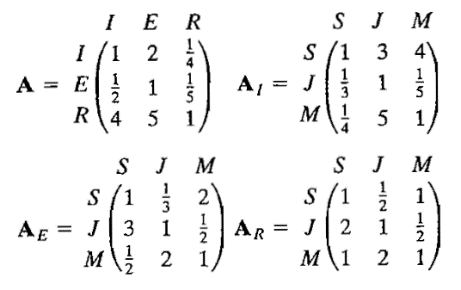 I E R S J M
I 1 2 1/4 S 1 3 4
A = E 1/2 1 1/5 A_I = J 1/3 1 1/5
R 4 5 1, M 1/4 5 1,
S J M S J M
S 1 1/3 2 S 1 1/2 1
A_E = J 3 1 1/2 A_R = J 2 1 1/2
M 1/2 2 1, M 1 2 1,